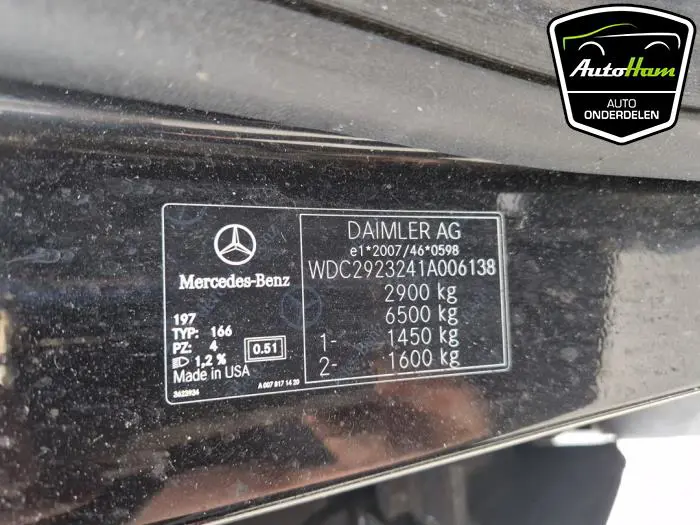 AutoHam
AUTO
ONDERDELEN
DAIMLER AG
e1*2007/46*0598
WDC2923241A006138
2900 kg
6500 kg
1- 1450 kg
2- 1600 kg
Mercedes-Benz
197
TYP: 166
PZ: 4
1,2 %
0.51
Made in USA
3623934
A 007 817 14 20